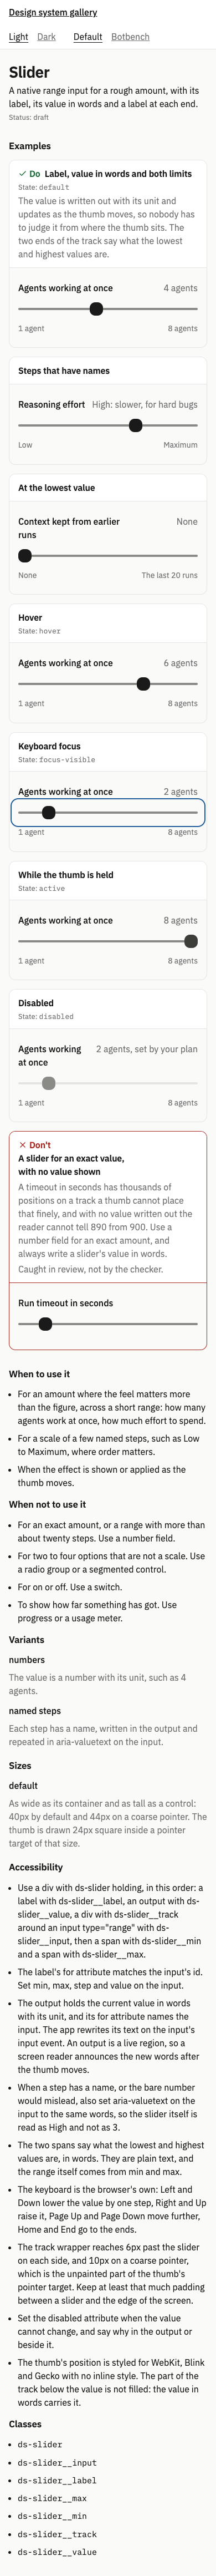 Design system gallery
Light Dark Default Botbench
Slider
A native range input for a rough amount, with its
label, its value in words and a label at each end.
Status: draft
Examples
✓ Do Label, value in words and both limits
State: default
The value is written out with its unit and
updates as the thumb moves, so nobody has
to judge it from where the thumb sits. The
two ends of the track say what the lowest
and highest values are.
Agents working at once 4 agents
1 agent 8 agents
Steps that have names
Reasoning effort High: slower, for hard bugs
Low Maximum
At the lowest value
Context kept from earlier None
runs
None The last 20 runs
Hover
State: hover
Agents working at once 6 agents
1 agent 8 agents
Keyboard focus
State: focus-visible
Agents working at once 2 agents
1 agent 8 agents
While the thumb is held
State: active
Agents working at once 8 agents
1 agent 8 agents
Disabled
State: disabled
Agents working 2 agents, set by your plan
at once
1 agent 8 agents
✕ Don't
A slider for an exact value,
with no value shown
A timeout in seconds has thousands of
positions on a track a thumb cannot place
that finely, and with no value written out the
reader cannot tell 890 from 900. Use a
number field for an exact amount, and
always write a slider's value in words.
Caught in review, not by the checker.
Run timeout in seconds
When to use it
• For an amount where the feel matters more
than the figure, across a short range: how many
agents work at once, how much effort to spend.
• For a scale of a few named steps, such as Low
to Maximum, where order matters.
• When the effect is shown or applied as the
thumb moves.
When not to use it
• For an exact amount, or a range with more than
about twenty steps. Use a number field.
• For two to four options that are not a scale. Use
a radio group or a segmented control.
• For on or off. Use a switch.
• To show how far something has got. Use
progress or a usage meter.
Variants
numbers
The value is a number with its unit, such as 4
agents.
named steps
Each step has a name, written in the output and
repeated in aria-valuetext on the input.
Sizes
default
As wide as its container and as tall as a control:
40px by default and 44px on a coarse pointer. The
thumb is drawn 24px square inside a pointer
target of that size.
Accessibility
• Use a div with ds-slider holding, in this order: a
label with ds-slider__label, an output with ds-
slider__value, a div with ds-slider__track
around an input type="range" with ds-
slider__input, then a span with ds-slider__min
and a span with ds-slider__max.
• The label's for attribute matches the input's id.
Set min, max, step and value on the input.
• The output holds the current value in words
with its unit, and its for attribute names the
input. The app rewrites its text on the input's
input event. An output is a live region, so a
screen reader announces the new words after
the thumb moves.
• When a step has a name, or the bare number
would mislead, also set aria-valuetext on the
input to the same words, so the slider itself is
read as High and not as 3.
• The two spans say what the lowest and highest
values are, in words. They are plain text, and
the range itself comes from min and max.
• The keyboard is the browser's own: Left and
Down lower the value by one step, Right and Up
raise it, Page Up and Page Down move further,
Home and End go to the ends.
• The track wrapper reaches 6px past the slider
on each side, and 10px on a coarse pointer,
which is the unpainted part of the thumb's
pointer target. Keep at least that much padding
between a slider and the edge of the screen.
• Set the disabled attribute when the value
cannot change, and say why in the output or
beside it.
• The thumb's position is styled for WebKit, Blink
and Gecko with no inline style. The part of the
track below the value is not filled: the value in
words carries it.
Classes
• ds-slider
• ds-slider__input
• ds-slider__label
• ds-slider__max
• ds-slider__min
• ds-slider__track
• ds-slider__value